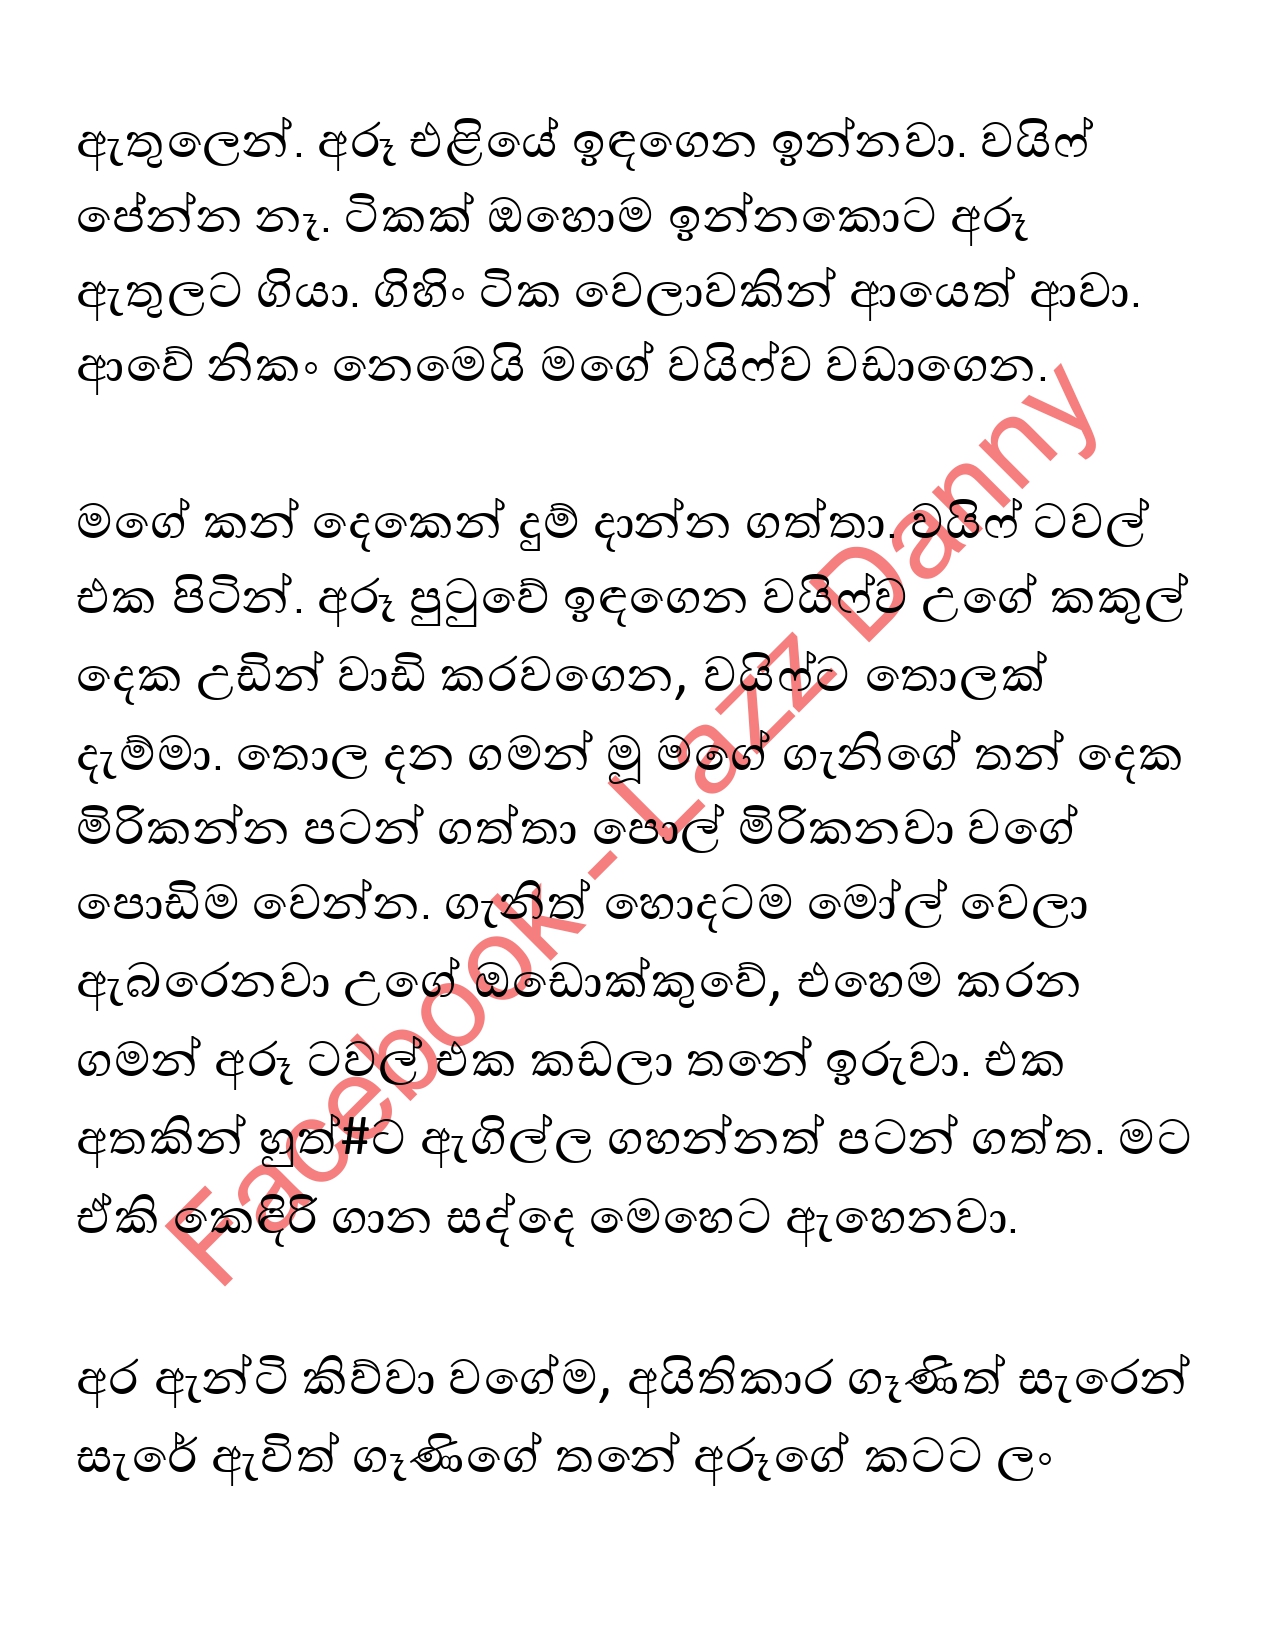 ඇතුලෙන්. අරූ එළියේ ඉඳගෙන ඉන්නවා. වයිෆ්
පේන්න නෑ. ටිකක් ඔහොම ඉන්නකොට අරූ
ඇතුලට ගියා. ගිහිං ටික වෙලාවකින් ආයෙත් ආවා.
ආවේ නිකං නෙමෙයි මගේ වයිෆ්ව වඩාගෙන.
මගේ කන් දෙකෙන් දුම් දාන්න ගත්තා. වයිෆ් ටවල්
එක පිටින්. අරූ පුටුවේ ඉඳගෙන වයිෆ්ව උගේ කකුල්
දෙක උඩින් වාඩි කරවගෙන, වයිෆ්ට තොලක්
දැම්මා. තොල දන ගමන් මූ මගේ ගැනිගේ තන් දෙක
මිරිකන්න පටන් ගත්තා පොල් මිරිකනවා වගේ
පොඩිම වෙන්න. ගැනිත් හොදටම මෝල් වෙලා
ඇබරෙනවා උගේ ඔඩොක්කුවේ, එහෙම කරන
ගමන් අරූ ටවල් එක කඩලා තනේ ඉරුවා. එක
අතකින් හුත්#ට ඇගිල්ල ගහන්නත් පටන් ගත්ත. මට
ඒකි කෙඳිරි ගාන සද්දෙ මෙහෙට ඇහෙනවා.
අර ඇන්ටි කිව්වා වගේම, අයිතිකාර ගෑණිත් සැරෙන්
සැරේ ඇවිත් ගෑණිගේ තනේ අරූගේ කටට ලං
Facebook - Lazz Danny